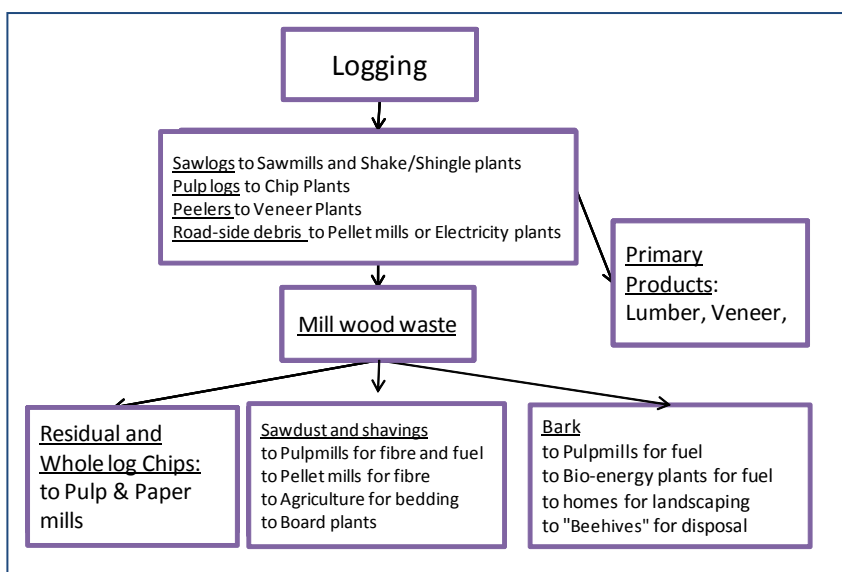 Logging
Sawlogs to Sawmills and Shake/Shingle plants
Pulp logs to Chip Plants
Peelers to Veneer Plants
Road-side debris to Pellet mills or Electricity plants
Primary
Products:
Lumber, Veneer,
Mill wood waste
Residual and
Whole log Chips:
to Pulp & Paper
mills
Sawdust and shavings
to Pulpmills for fibre and fuel
to Pellet mills for fibre
to Agriculture for bedding
to Board plants
Bark
to Pulpmills for fuel
to Bio-energy plants for fuel
to homes for landscaping
to "Beehives" for disposal